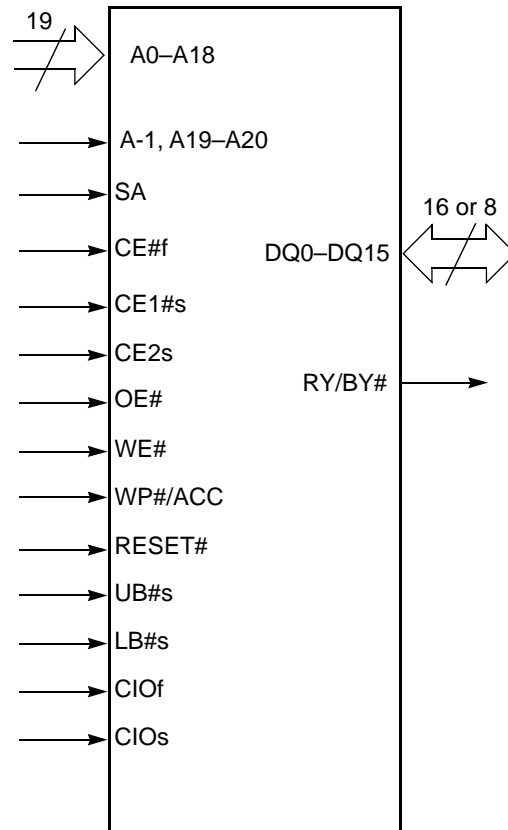 19
A0–A18
A-1, A19–A20
SA
16 or 8
CE#f
DQ0–DQ15
CE1#s
CE2s
RY/BY#
OE#
WE#
WP#/ACC
RESET#
UB#s
LB#s
CIOf
CIOs